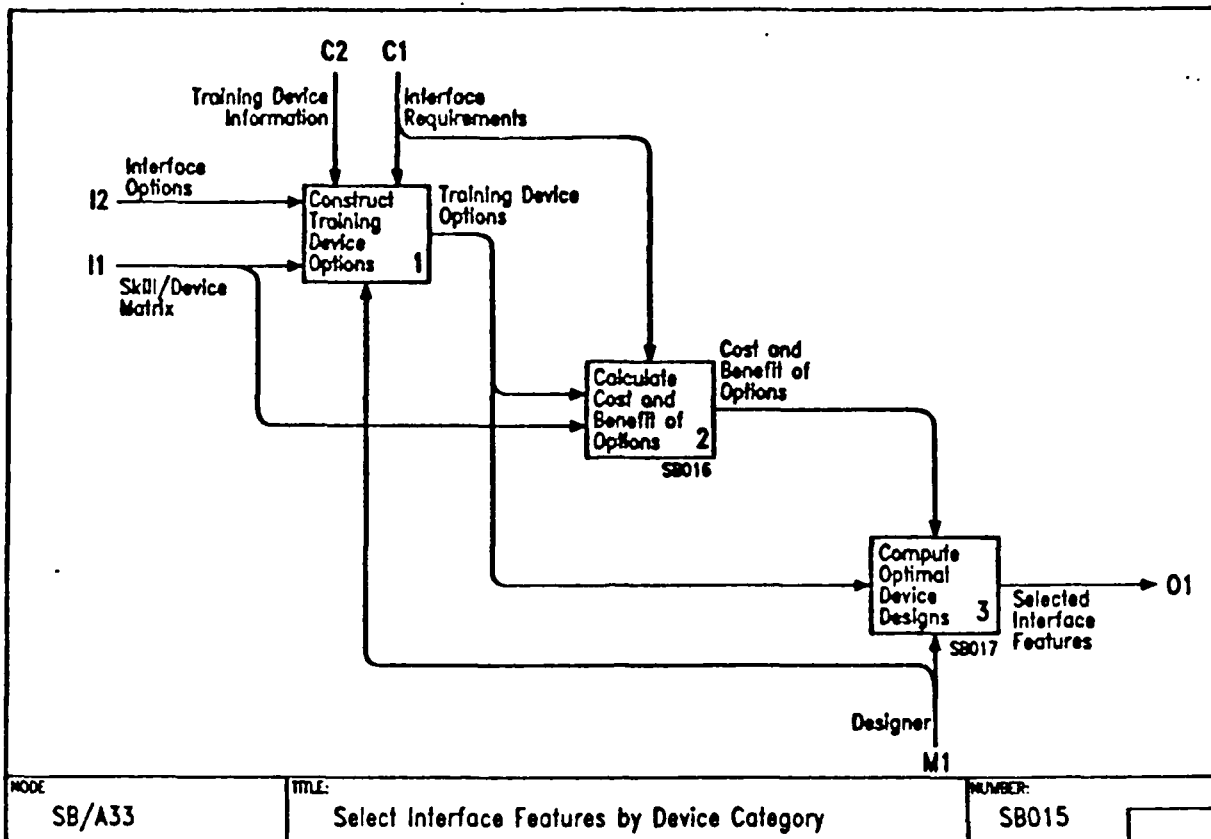 C2
C1
Training Device
Information
Interface
Requirements
Interface
Options
I2
Construct
Training
Device
Options
1
Training Device
Options
I1
Skill/Device
Matrix
Calculate
Cost and
Benefit of
Options
2
SB016
Cost and
Benefit of
Options
Compute
Optimal
Device
Designs
3
SB017
O1
Selected
Interface
Features
Designer
M1
NODE
SB/A33
TITLE:
Select Interface Features by Device Category
NUMBER:
SB015